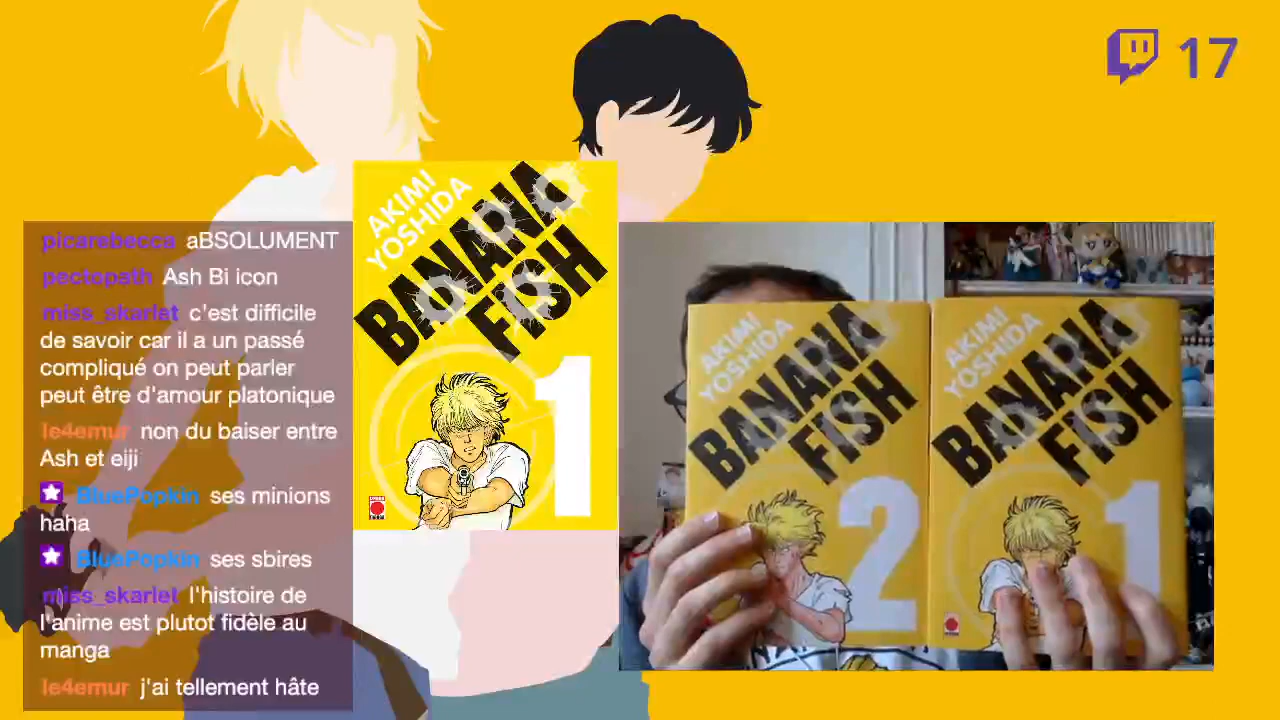 17
picarebecca aBSOLUMENT
pectopath Ash Bi icon
miss_skarlet c'est difficile
de savoir car il a un passé
compliqué on peut parler
peut être d'amour platonique
le4emur non du baiser entre
Ash et eiji
BluePopkin ses minions
haha
BluePopkin ses sbires
miss_skarlet l'histoire de
l'anime est plutot fidèle au
manga
le4emur j'ai tellement hâte
AKIMI
YOSHIDA
BANANA
FISH
1
AKIMI
YOSHIDA
BANANA
FISH
2
AKIMI
YOSHIDA
BANANA
FISH
1